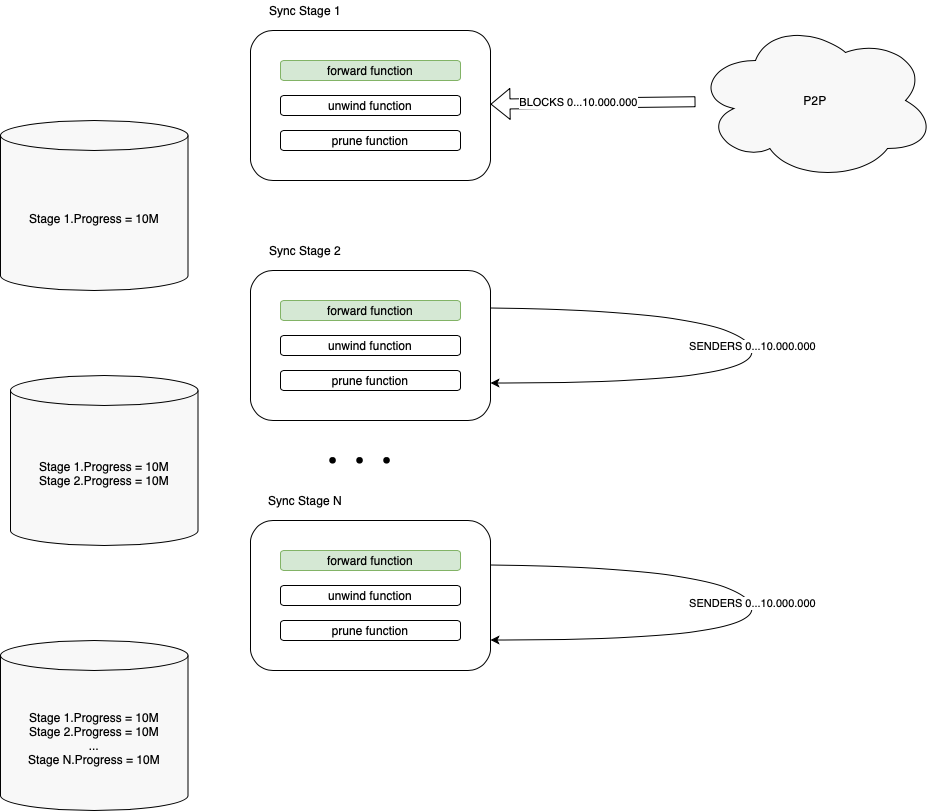 Sync Stage 1
forward function
unwind function
prune function
BLOCKS 0...10.000.000
P2P
Stage 1.Progress = 10M
Sync Stage 2
forward function
unwind function
prune function
SENDERS 0...10.000.000
Stage 1.Progress = 10M
Stage 2.Progress = 10M
Sync Stage N
forward function
unwind function
prune function
SENDERS 0...10.000.000
Stage 1.Progress = 10M
Stage 2.Progress = 10M
...
Stage N.Progress = 10M